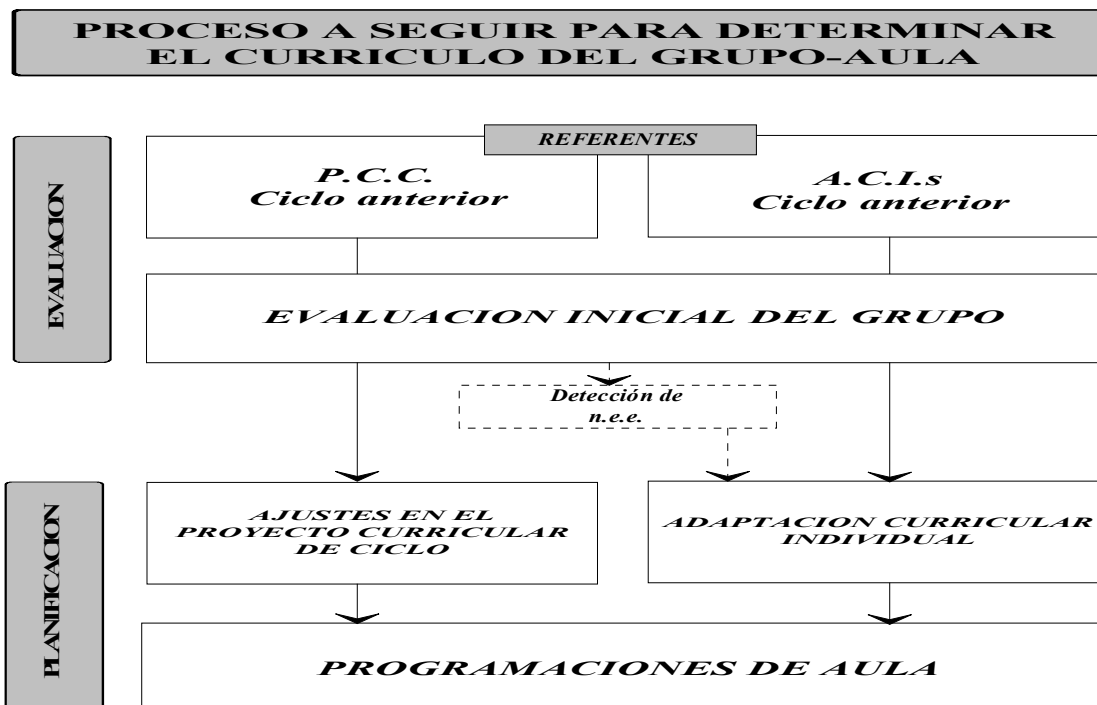 PROCESO A SEGUIR PARA DETERMINAR
EL CURRICULO DEL GRUPO-AULA
EVALUACION
REFERENTES
P.C.C.
Ciclo anterior
A.C.I.s
Ciclo anterior
EVALUACION INICIAL DEL GRUPO
Detección de
n.e.e.
PLANIFICACION
AJUSTES EN EL
PROYECTO CURRICULAR
DE CICLO
ADAPTACION CURRICULAR
INDIVIDUAL
PROGRAMACIONES DE AULA